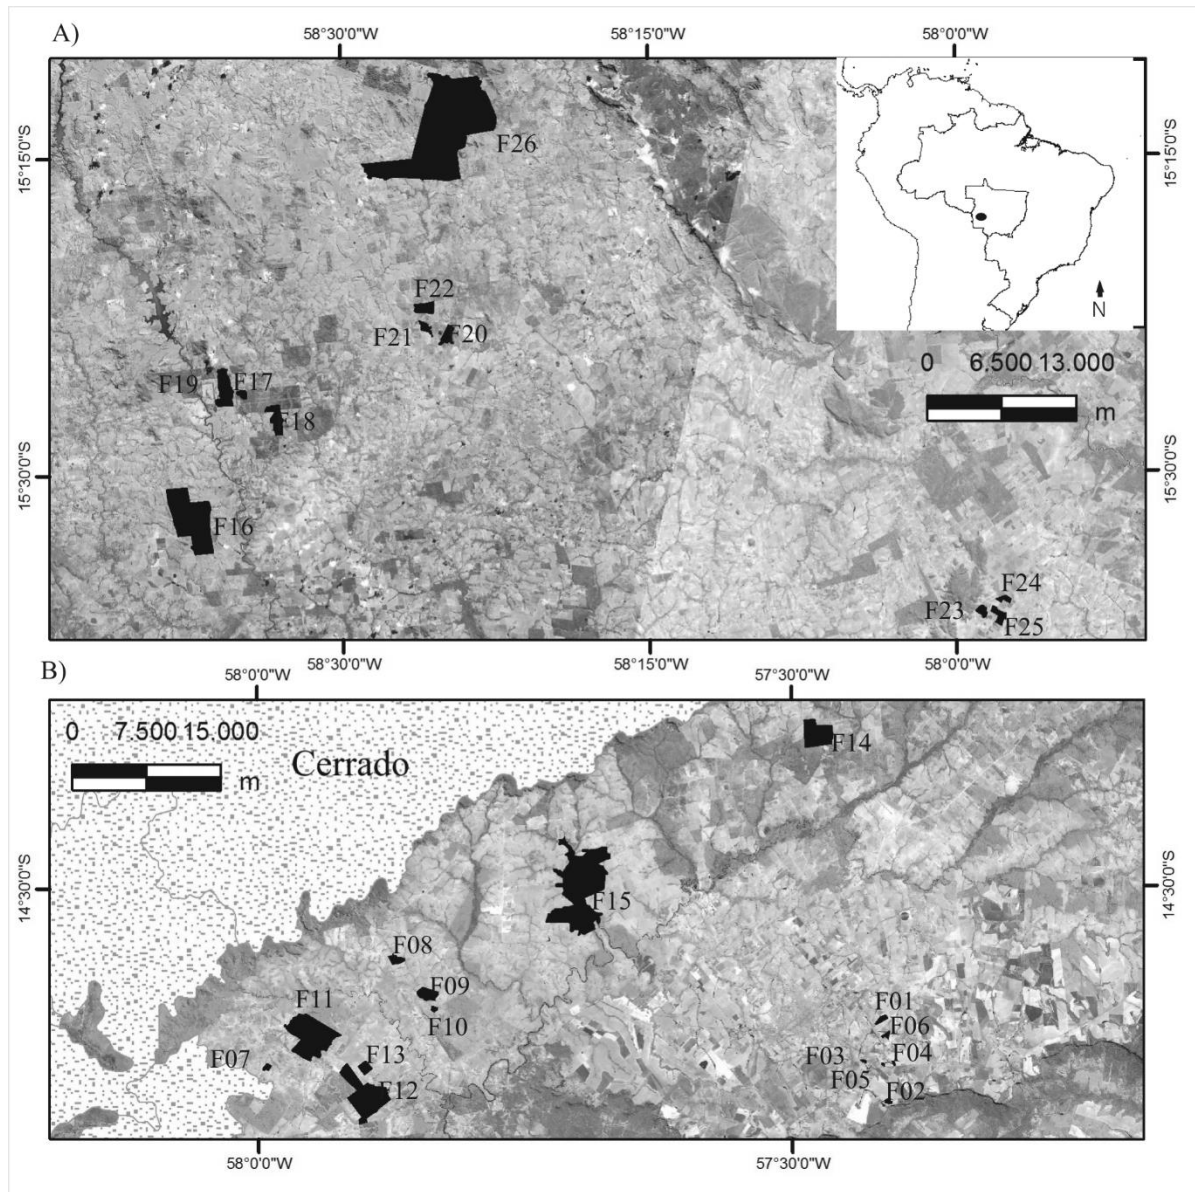 A)
58°30'0"W 58°15'0"W 58°0'0"W
15°15'0"S
15°15'0"S
F26
N
F22
F21 F20
0 6.500 13.000
m
F19 F17
F18
15°30'0"S
15°30'0"S
F16
F24
F23
F25
58°30'0"W 58°15'0"W 58°0'0"W
B)
58°0'0"W 57°30'0"W
0 7.500 15.000
m
Cerrado
F14
14°30'0"S
14°30'0"S
F15
F08
F09
F10
F11
F01
F06
F07
F13
F03 F04
F05
F12
F02
58°0'0"W 57°30'0"W